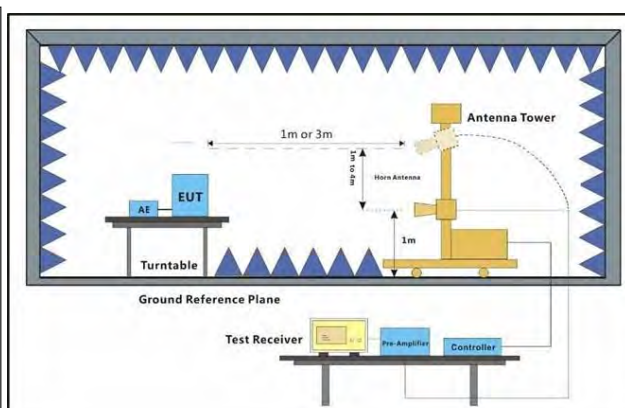 Antenna Tower
1m or 3m
1m to 4m
Horn Antenna
EUT
AE
1m
Turntable
Ground Reference Plane
Test Receiver
Pre-Amplifier
Controller